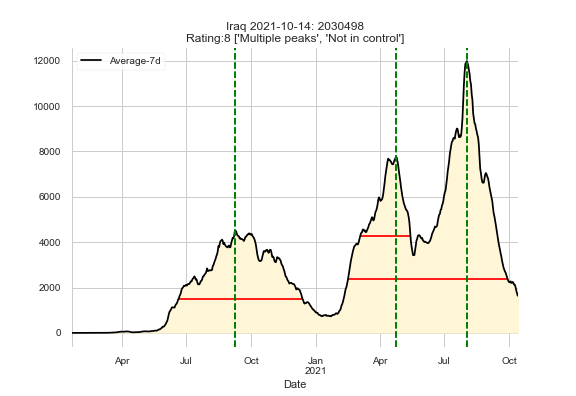 Iraq 2021-10-14: 2030498
Rating:8 ['Multiple peaks', 'Not in control']
Average-7d
12000
10000
8000
6000
4000
2000
0
Apr Jul Oct Jan Apr Jul Oct
2021
Date